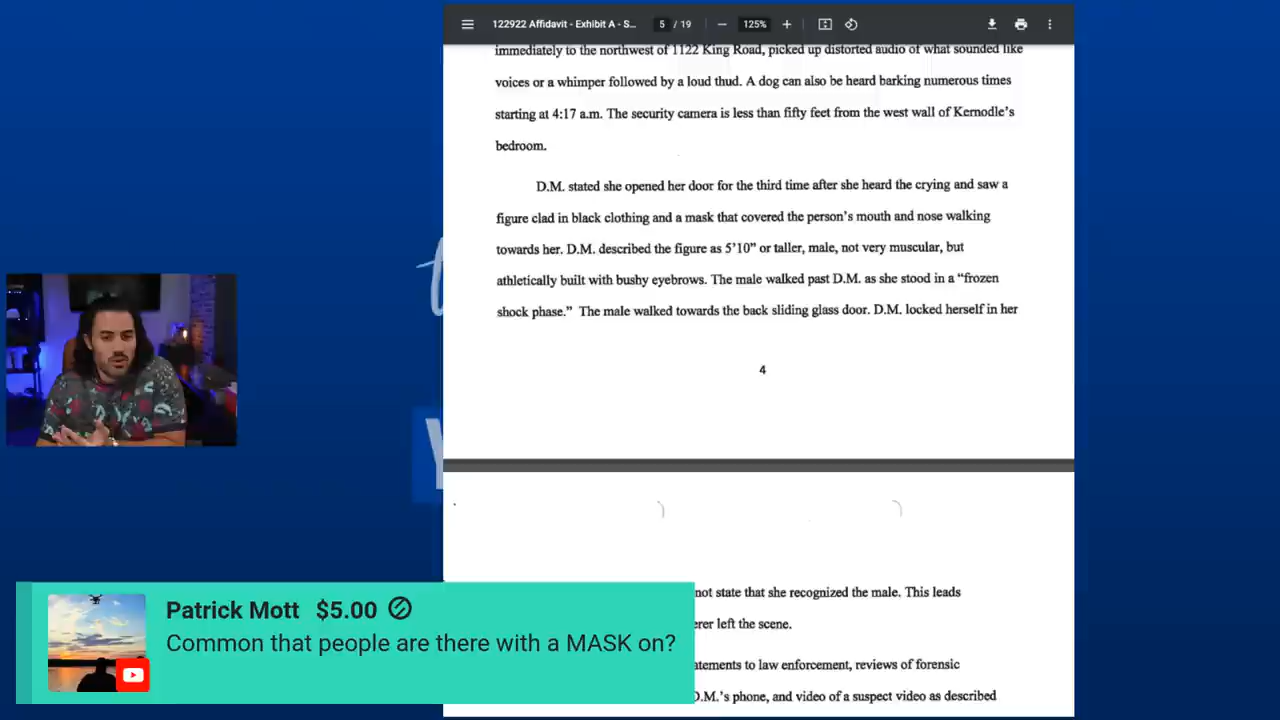 122922 Affidavit - Exhibit A - S... 5 / 19 125%
immediately to the northwest of 1122 King Road, picked up distorted audio of what sounded like
voices or a whimper followed by a loud thud. A dog can also be heard barking numerous times
starting at 4:17 a.m. The security camera is less than fifty feet from the west wall of Kernodle's
bedroom.
D.M. stated she opened her door for the third time after she heard the crying and saw a
figure clad in black clothing and a mask that covered the person's mouth and nose walking
towards her. D.M. described the figure as 5'10" or taller, male, not very muscular, but
athletically built with bushy eyebrows. The male walked past D.M. as she stood in a "frozen
shock phase." The male walked towards the back sliding glass door. D.M. locked herself in her
4
not state that she recognized the male. This leads
left the scene.
to law enforcement, reviews of forensic
D.M.'s phone, and video of a suspect video as described
Patrick Mott $5.00
Common that people are there with a MASK on?